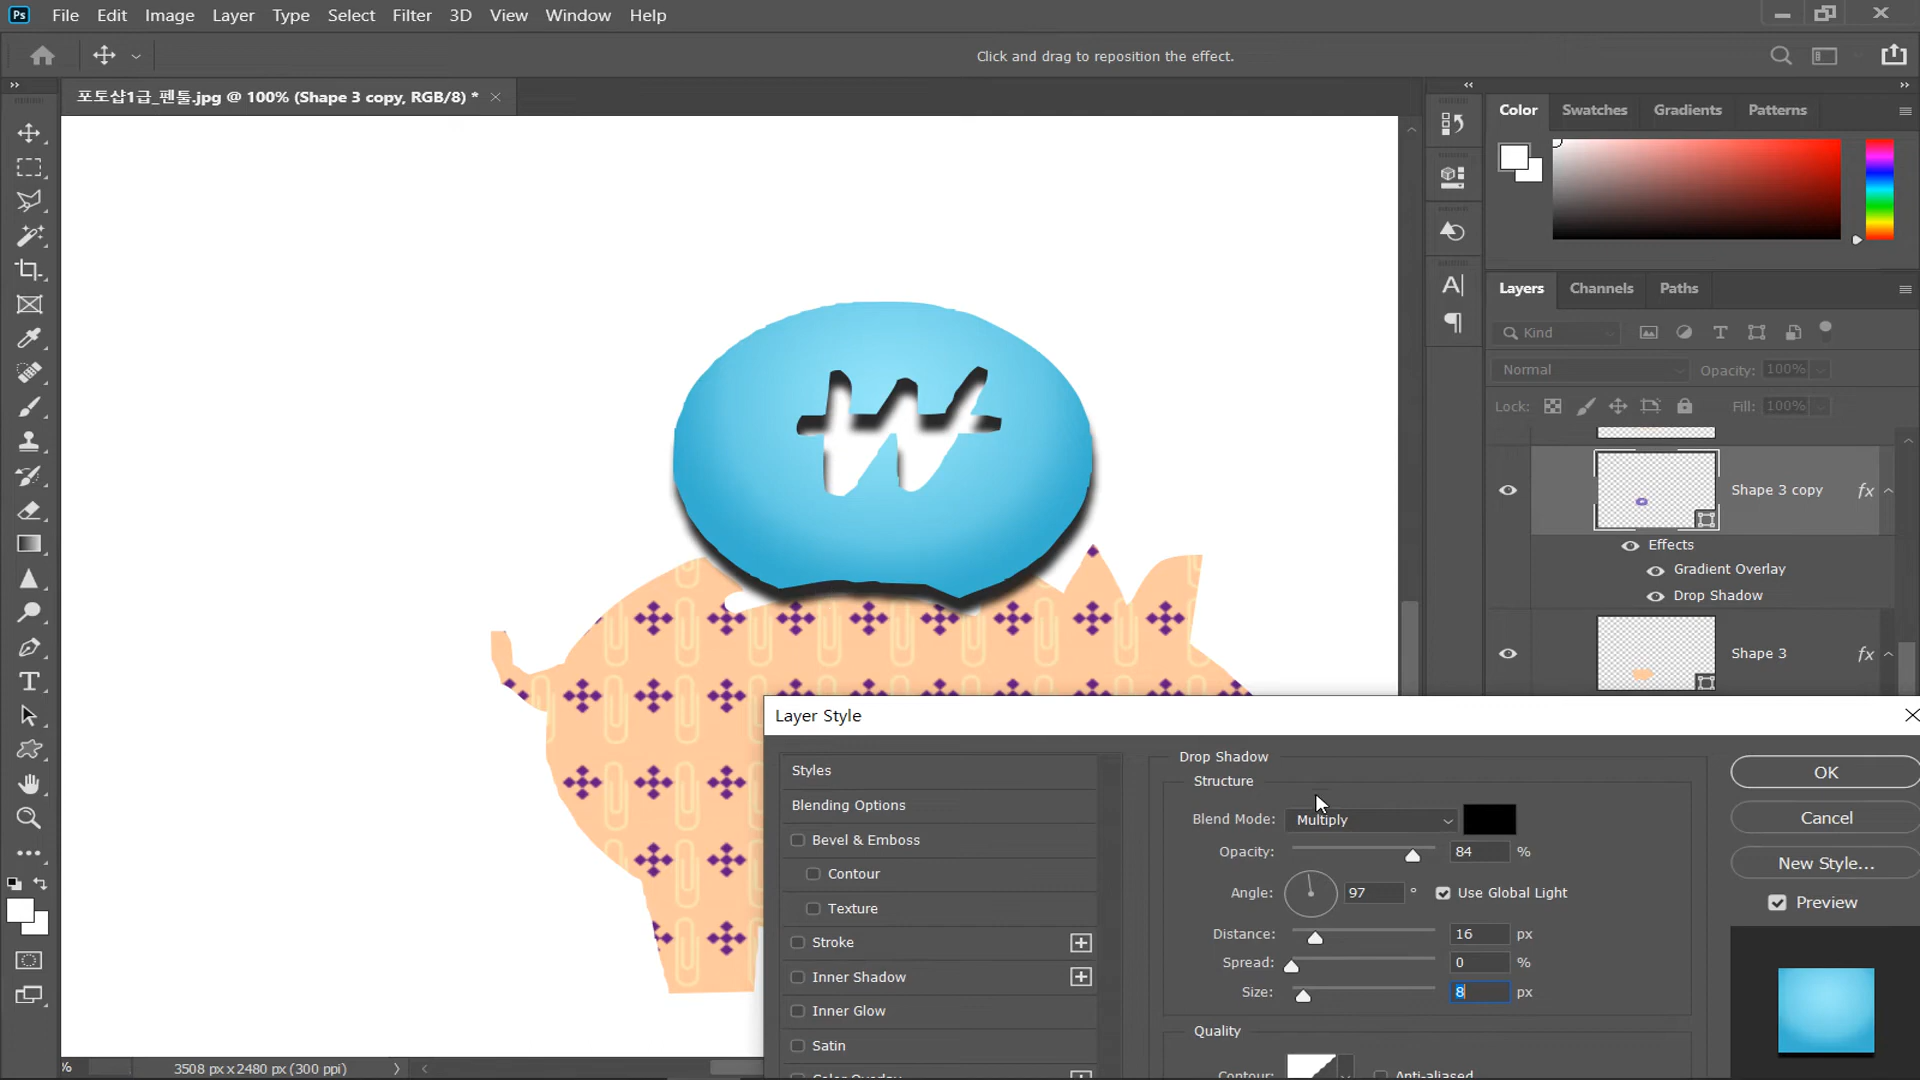 Ps File Edit Image Layer Type Select Filter 3D View Window Help
Click and drag to reposition the effect.
포토샵1급_펜툴.jpg @ 100% (Shape 3 copy, RGB/8) *
Color Swatches Gradients Patterns
Layers Channels Paths
Kind
Normal Opacity: 100%
Lock: Fill: 100%
Shape 3 copy fx
Effects
Gradient Overlay
Drop Shadow
Shape 3 fx
₩
Layer Style
Styles
Blending Options
Bevel & Emboss
Contour
Texture
Stroke
Inner Shadow
Inner Glow
Satin
Color Overlay
Drop Shadow
Structure
Blend Mode: Multiply
Opacity: 84 %
Angle: 97 ° Use Global Light
Distance: 16 px
Spread: 0 %
Size: 8 px
Quality
Contour: Anti-aliased
OK
Cancel
New Style...
Preview
% 3508 px x 2480 px (300 ppi)